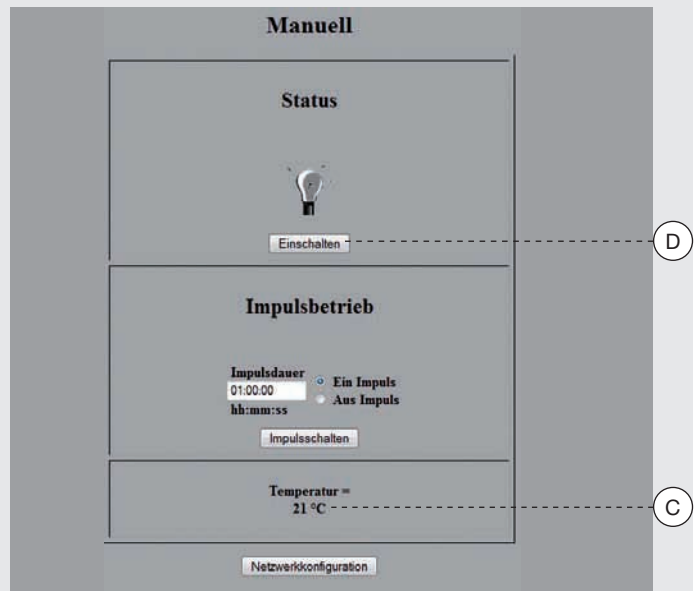 Manuell
Status
Einschalten
D
Impulsbetrieb
Impulsdauer
01:00:00
Ein Impuls
Aus Impuls
hh:mm:ss
Impulsschalten
Temperatur =
21 °C
C
Netzwerkkonfiguration